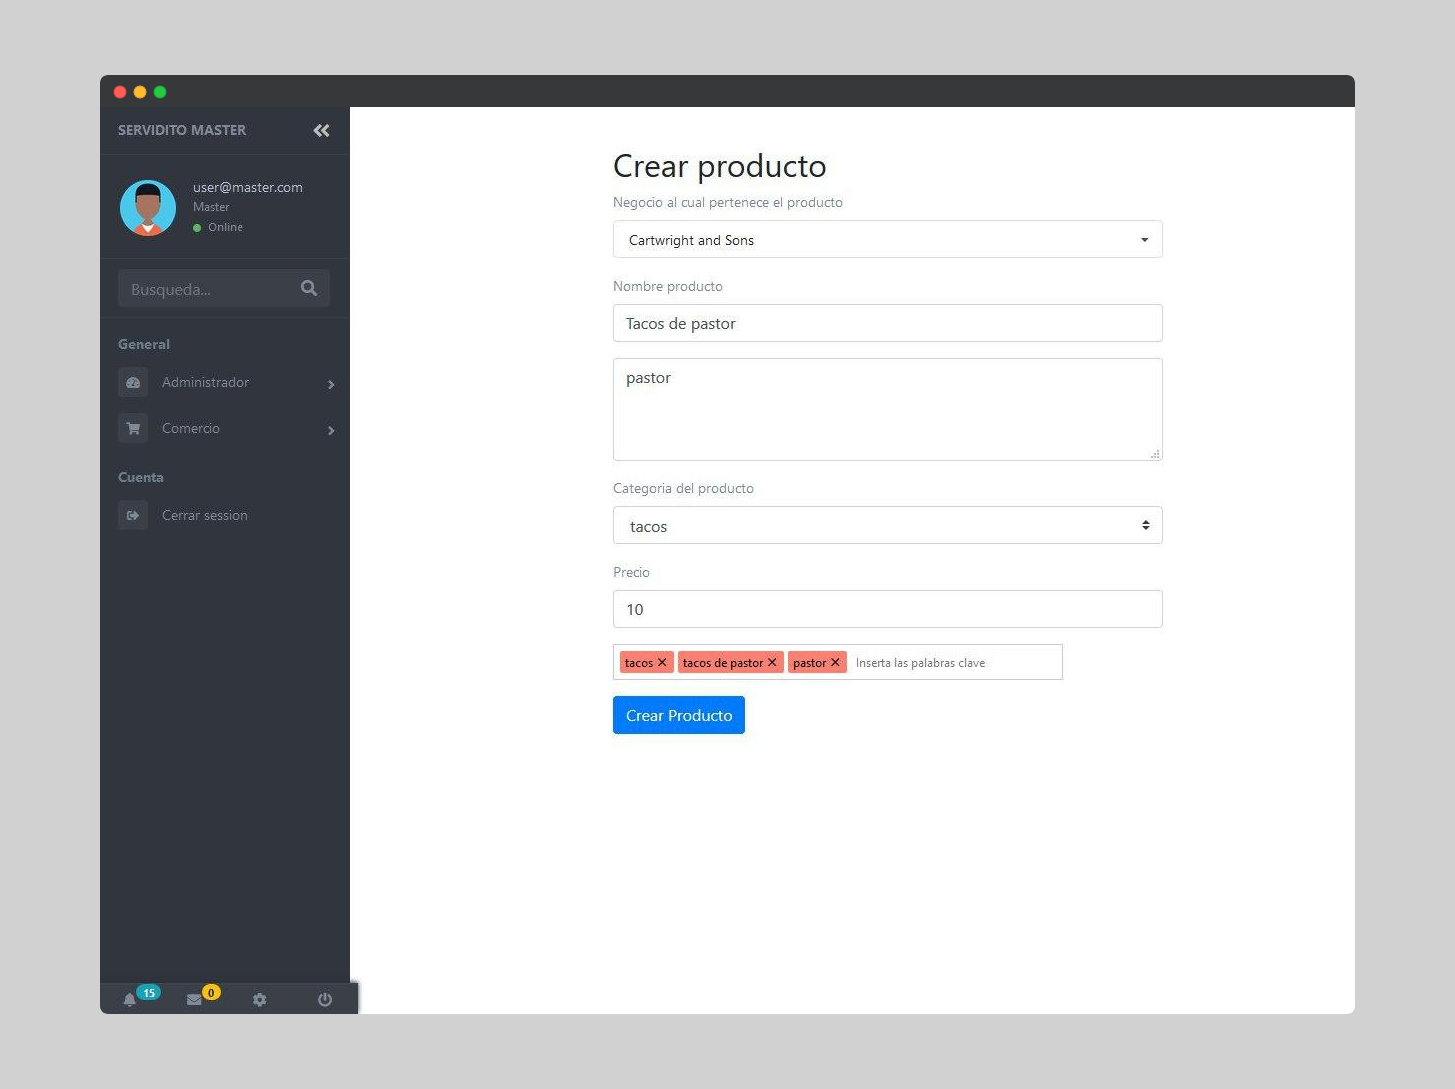 SERVIDITO MASTER
user@master.com
Master
Online
Busqueda...
General
Administrador
Comercio
Cuenta
Cerrar session
15
0
Crear producto
Negocio al cual pertenece el producto
Cartwright and Sons
Nombre producto
Tacos de pastor
pastor
Categoria del producto
tacos
Precio
10
tacos ✕ tacos de pastor ✕ pastor ✕ Inserta las palabras clave
Crear Producto